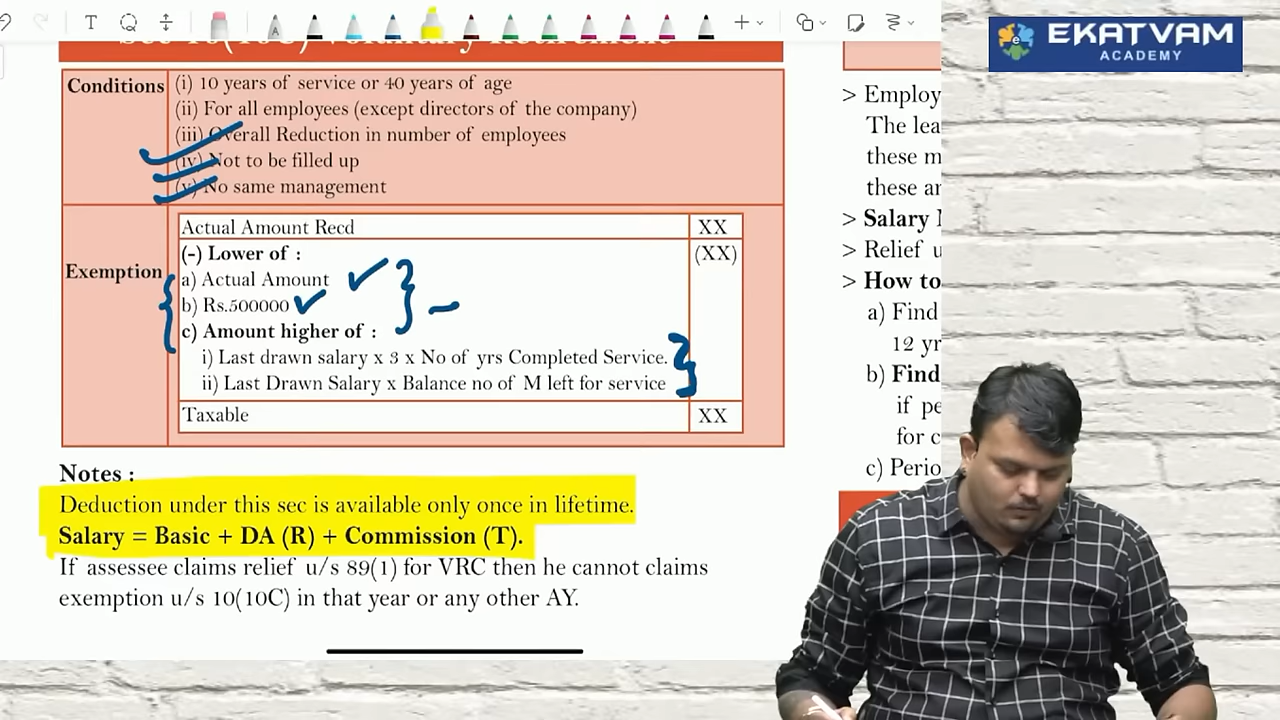 T
A
EKATVAM
ACADEMY
Sec 10(10C) Voluntary Retirement
Conditions
(i) 10 years of service or 40 years of age
(ii) For all employees (except directors of the company)
(iii) Overall Reduction in number of employees
(iv) Not to be filled up
(v) No same management
Exemption
Actual Amount Recd XX
(-) Lower of : (XX)
a) Actual Amount
b) Rs.500000
c) Amount higher of :
i) Last drawn salary x 3 x No of yrs Completed Service.
ii) Last Drawn Salary x Balance no of M left for service
Taxable XX
Notes :
Deduction under this sec is available only once in lifetime.
Salary = Basic + DA (R) + Commission (T).
If assessee claims relief u/s 89(1) for VRC then he cannot claims
exemption u/s 10(10C) in that year or any other AY.
> Employ
The lea
these m
these ar
> Salary
> Relief u
> How to
a) Find
12 yr
b) Find
if pe
for c
c) Perio